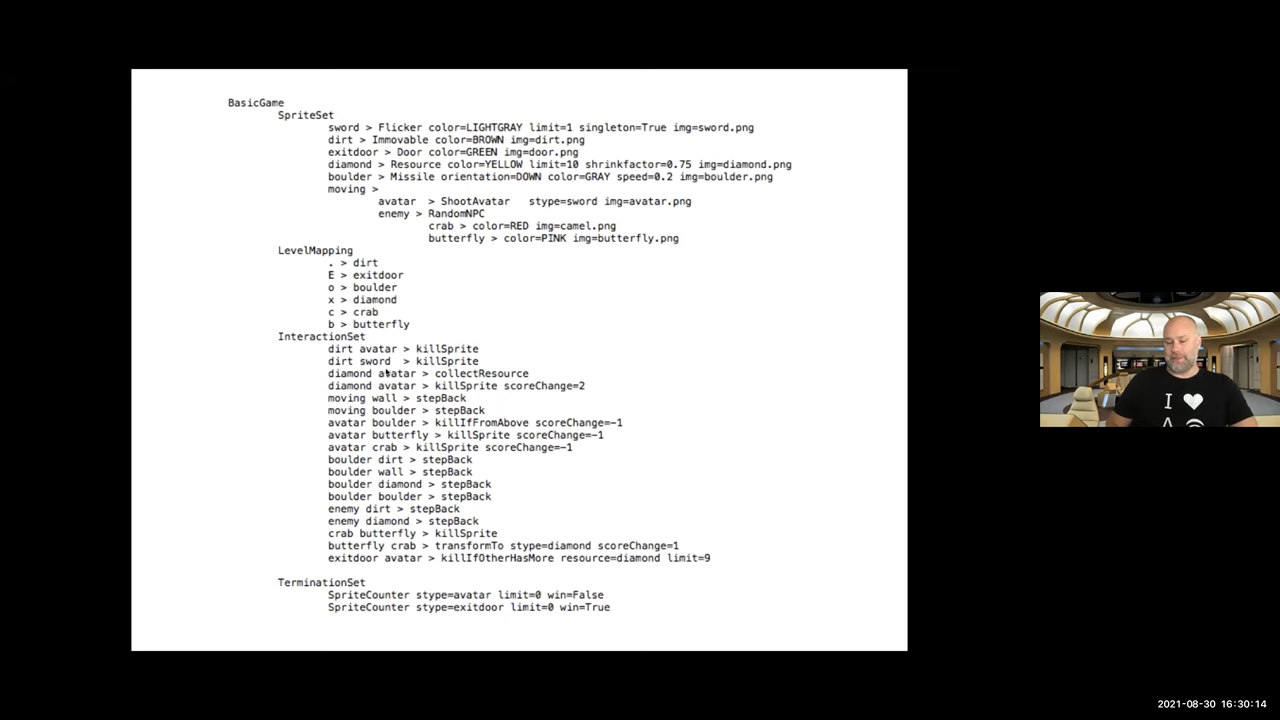 BasicGame
SpriteSet
sword > Flicker color=LIGHTGRAY limit=1 singleton=True img=sword.png
dirt > Immovable color=BROWN img=dirt.png
exitdoor > Door color=GREEN img=door.png
diamond > Resource color=YELLOW limit=10 shrinkfactor=0.75 img=diamond.png
boulder > Missile orientation=DOWN color=GRAY speed=0.2 img=boulder.png
moving >
avatar > ShootAvatar stype=sword img=avatar.png
enemy > RandomNPC
crab > color=RED img=camel.png
butterfly > color=PINK img=butterfly.png
LevelMapping
. > dirt
E > exitdoor
o > boulder
x > diamond
c > crab
b > butterfly
InteractionSet
dirt avatar > killSprite
dirt sword > killSprite
diamond avatar > collectResource
diamond avatar > killSprite scoreChange=2
moving wall > stepBack
moving boulder > stepBack
avatar boulder > killIfFromAbove scoreChange=-1
avatar butterfly > killSprite scoreChange=-1
avatar crab > killSprite scoreChange=-1
boulder dirt > stepBack
boulder wall > stepBack
boulder diamond > stepBack
boulder boulder > stepBack
enemy dirt > stepBack
enemy diamond > stepBack
crab butterfly > killSprite
butterfly crab > transformTo stype=diamond scoreChange=1
exitdoor avatar > killIfOtherHasMore resource=diamond limit=9
TerminationSet
SpriteCounter stype=avatar limit=0 win=False
SpriteCounter stype=exitdoor limit=0 win=True
I
2021-08-30 16:30:14